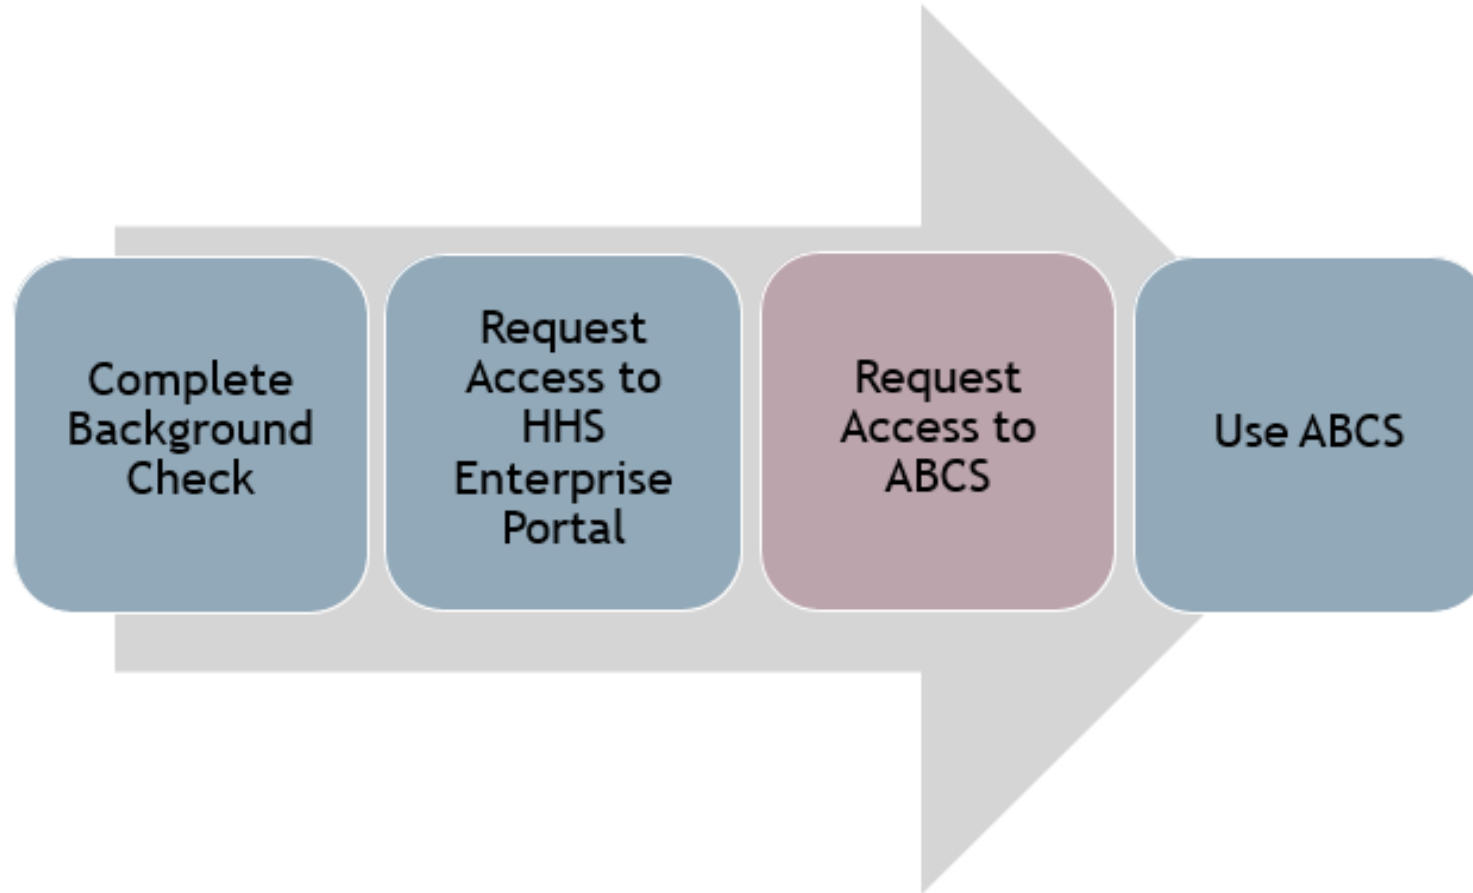 Complete
Background
Check
Request
Access to
HHS
Enterprise
Portal
Request
Access to
ABCS
Use ABCS